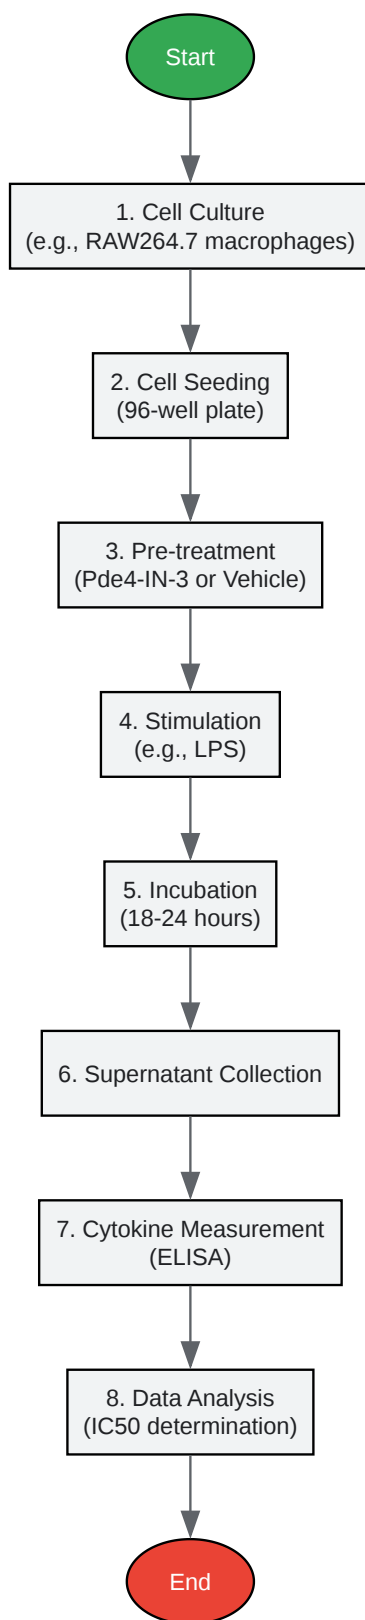 Start
1. Cell Culture
(e.g., RAW264.7 macrophages)
2. Cell Seeding
(96-well plate)
3. Pre-treatment
(Pde4-IN-3 or Vehicle)
4. Stimulation
(e.g., LPS)
5. Incubation
(18-24 hours)
6. Supernatant Collection
7. Cytokine Measurement
(ELISA)
8. Data Analysis
(IC50 determination)
End